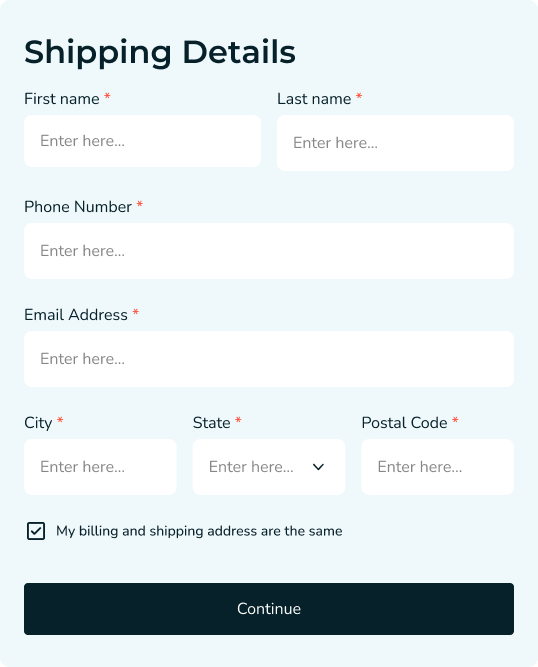 Shipping Details
First name * Last name *
Enter here... Enter here...
Phone Number *
Enter here...
Email Address *
Enter here...
City * State * Postal Code *
Enter here... Enter here... Enter here...
My billing and shipping address are the same
Continue